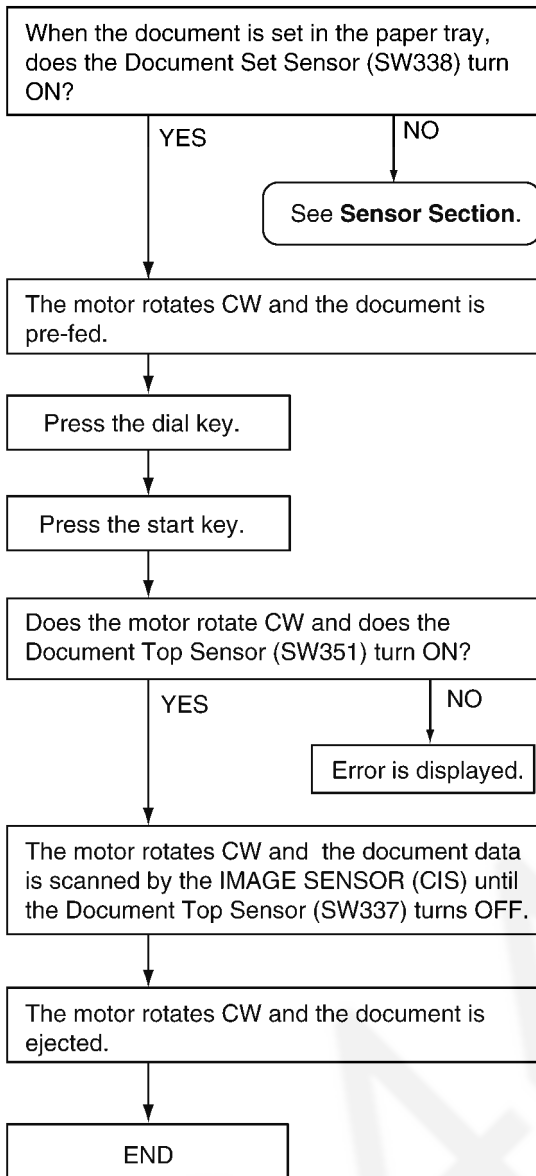 When the document is set in the paper tray,
does the Document Set Sensor (SW338) turn
ON?
YES
NO
See Sensor Section.
The motor rotates CW and the document is
pre-fed.
Press the dial key.
Press the start key.
Does the motor rotate CW and does the
Document Top Sensor (SW351) turn ON?
YES
NO
Error is displayed.
The motor rotates CW and the document data
is scanned by the IMAGE SENSOR (CIS) until
the Document Top Sensor (SW337) turns OFF.
The motor rotates CW and the document is
ejected.
END